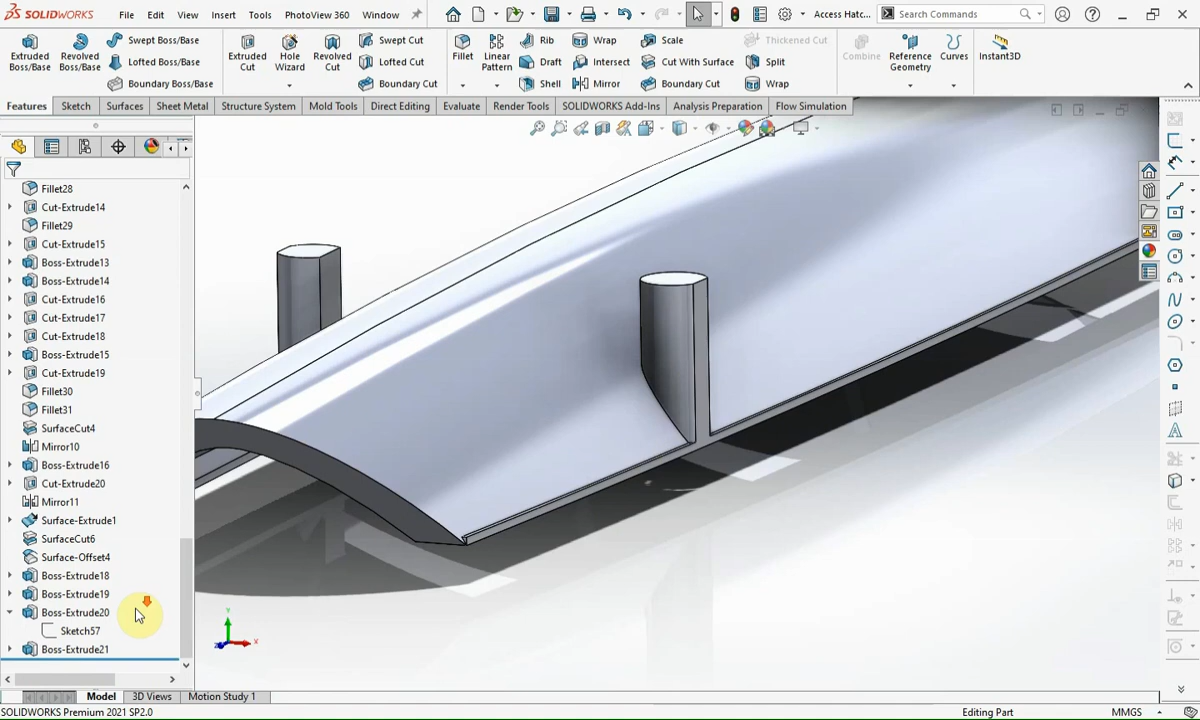 SOLIDWORKS File Edit View Insert Tools PhotoView 360 Window Access Hatc... Search Commands
Extruded Boss/Base
Revolved Boss/Base
Swept Boss/Base
Lofted Boss/Base
Boundary Boss/Base
Extruded Cut
Hole Wizard
Revolved Cut
Swept Cut
Lofted Cut
Boundary Cut
Fillet
Linear Pattern
Rib
Draft
Shell
Wrap
Intersect
Mirror
Scale
Cut With Surface
Boundary Cut
Thickened Cut
Split
Wrap
Combine
Reference Geometry
Curves
Instant3D
Features Sketch Surfaces Sheet Metal Structure System Mold Tools Direct Editing Evaluate Render Tools SOLIDWORKS Add-Ins Analysis Preparation Flow Simulation
Fillet28
Cut-Extrude14
Fillet29
Cut-Extrude15
Boss-Extrude13
Boss-Extrude14
Cut-Extrude16
Cut-Extrude17
Cut-Extrude18
Boss-Extrude15
Cut-Extrude19
Fillet30
Fillet31
SurfaceCut4
Mirror10
Boss-Extrude16
Cut-Extrude20
Mirror11
Surface-Extrude1
SurfaceCut6
Surface-Offset4
Boss-Extrude18
Boss-Extrude19
Boss-Extrude20
Sketch57
Boss-Extrude21
Y
X
Z
Model 3D Views Motion Study 1
SOLIDWORKS Premium 2021 SP2.0 Editing Part MMGS